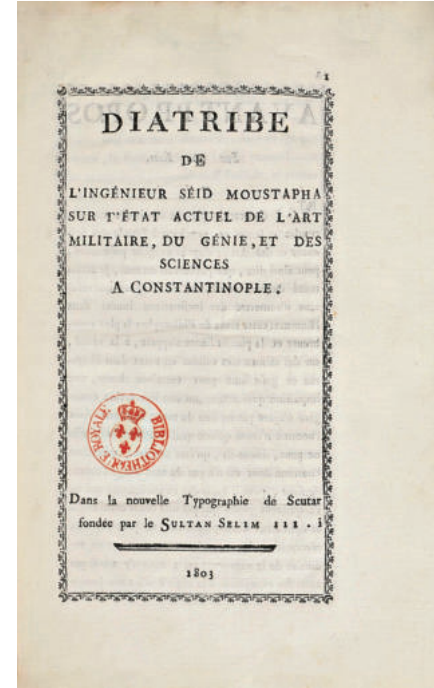 1
DIATRIBE
DE
L'INGÉNIEUR SÉID MOUSTAPHA
SUR L'ÉTAT ACTUEL DE L'ART
MILITAIRE, DU GÉNIE, ET DES
SCIENCES
A CONSTANTINOPLE.
BIBLIOTHEQUE ROYALE
Dans la nouvelle Typographie de Scutar
fondée par le SULTAN SELIM III. i
1803